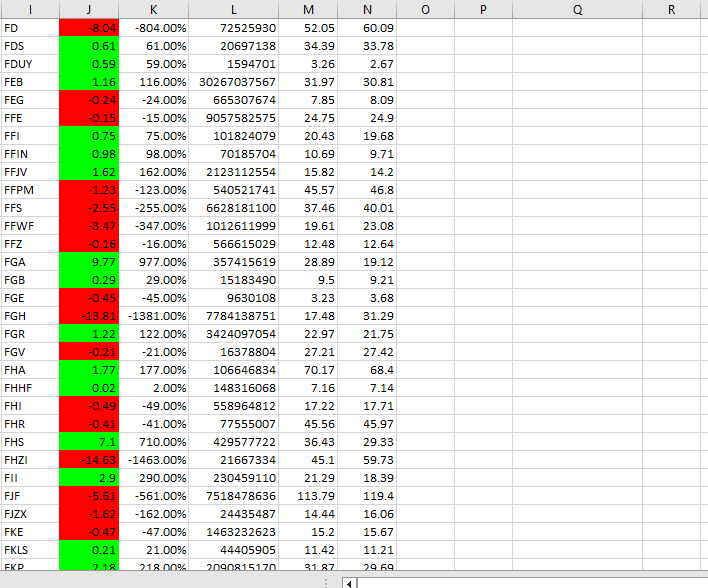 I J K L M N O P Q R
FD -8.04 -804.00% 72525930 52.05 60.09
FDS 0.61 61.00% 20697138 34.39 33.78
FDUY 0.59 59.00% 1594701 3.26 2.67
FEB 1.16 116.00% 30267037567 31.97 30.81
FEG -0.24 -24.00% 665307674 7.85 8.09
FFE -0.15 -15.00% 9057582575 24.75 24.9
FFI 0.75 75.00% 101824079 20.43 19.68
FFIN 0.98 98.00% 70185704 10.69 9.71
FFJV 1.62 162.00% 2123112554 15.82 14.2
FFPM -1.23 -123.00% 540521741 45.57 46.8
FFS -2.55 -255.00% 6628181100 37.46 40.01
FFWF -3.47 -347.00% 1012611999 19.61 23.08
FFZ -0.16 -16.00% 566615029 12.48 12.64
FGA 9.77 977.00% 357415619 28.89 19.12
FGB 0.29 29.00% 15183490 9.5 9.21
FGE -0.45 -45.00% 9630108 3.23 3.68
FGH -13.81 -1381.00% 7784138751 17.48 31.29
FGR 1.22 122.00% 3424097054 22.97 21.75
FGV -0.21 -21.00% 16378804 27.21 27.42
FHA 1.77 177.00% 106646834 70.17 68.4
FHHF 0.02 2.00% 148316068 7.16 7.14
FHI -0.49 -49.00% 558964812 17.22 17.71
FHR -0.41 -41.00% 77555007 45.56 45.97
FHS 7.1 710.00% 429577722 36.43 29.33
FHZI -14.63 -1463.00% 21667334 45.1 59.73
FII 2.9 290.00% 230459110 21.29 18.39
FJF -5.61 -561.00% 7518478636 113.79 119.4
FJZX -1.62 -162.00% 24435487 14.44 16.06
FKE -0.47 -47.00% 1463232623 15.2 15.67
FKLS 0.21 21.00% 44405905 11.42 11.21
FKP 2.18 218.00% 2090815170 31.87 29.69